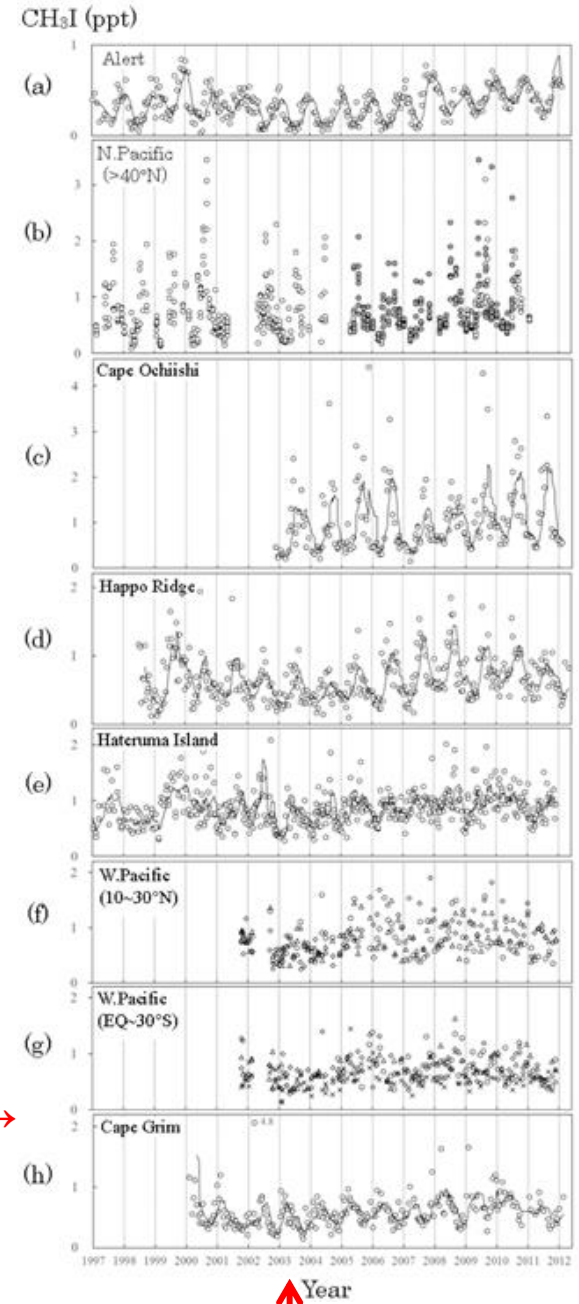 CH₃I (ppt)
(a)
Alert
1
0
(b)
N.Pacific
(>40°N)
3
2
1
0
(c)
Cape Ochiishi
4
3
2
1
0
(d)
Happo Ridge
2
1
0
(e)
Hateruma Island
2
1
0
(f)
W.Pacific
(10~30°N)
2
1
0
(g)
W.Pacific
(EQ~30°S)
2
1
0
(h)
Cape Grim
4.8
2
1
0
1997 1998 1999 2000 2001 2002 2003 2004 2005 2006 2007 2008 2009 2010 2011 2012
Year